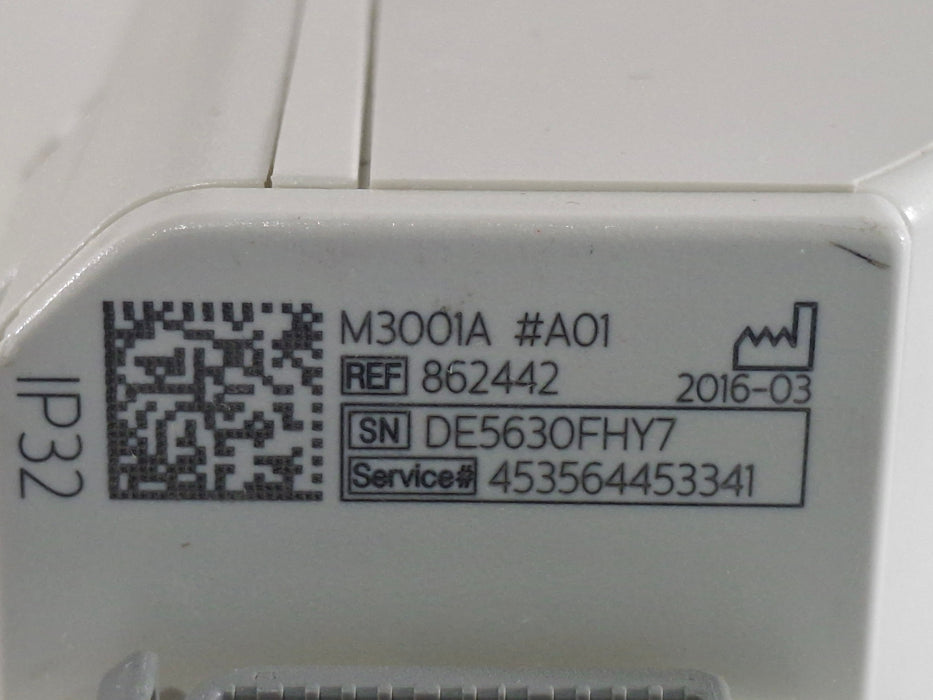 M3001A #A01
REF 862442
2016-03
SN DE5630FHY7
Service# 453564453341
IP32